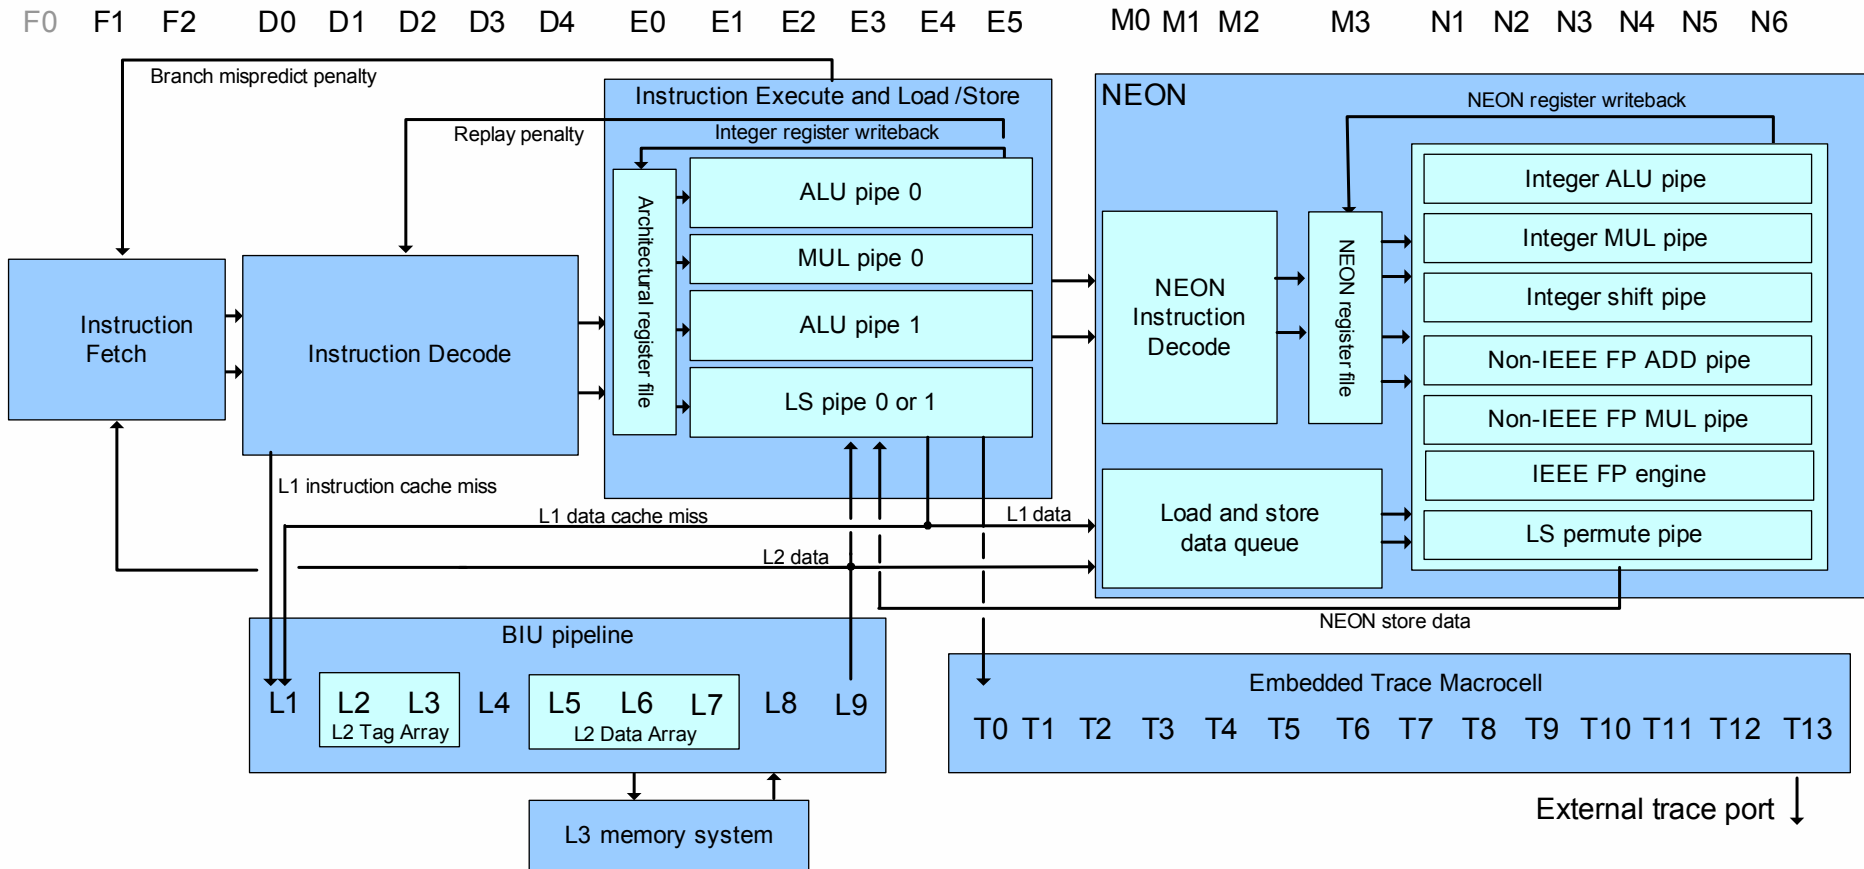 F0 F1 F2 D0 D1 D2 D3 D4 E0 E1 E2 E3 E4 E5 M0 M1 M2 M3 N1 N2 N3 N4 N5 N6
Branch mispredict penalty
Instruction Execute and Load /Store
Replay penalty
Integer register writeback
Architectural register file
ALU pipe 0
MUL pipe 0
ALU pipe 1
LS pipe 0 or 1
Instruction
Fetch
Instruction Decode
NEON
NEON register writeback
NEON
Instruction
Decode
NEON register file
Integer ALU pipe
Integer MUL pipe
Integer shift pipe
Non-IEEE FP ADD pipe
Non-IEEE FP MUL pipe
IEEE FP engine
LS permute pipe
Load and store
data queue
L1 instruction cache miss
L1 data cache miss
L1 data
L2 data
NEON store data
BIU pipeline
L1 L2 L3 L4 L5 L6 L7 L8 L9
L2 Tag Array
L2 Data Array
L3 memory system
Embedded Trace Macrocell
T0 T1 T2 T3 T4 T5 T6 T7 T8 T9 T10 T11 T12 T13
External trace port